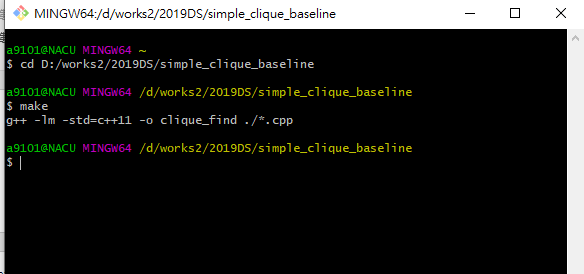 MINGW64:/d/works2/2019DS/simple_clique_baseline
a9101@NACU MINGW64 ~
$ cd D:/works2/2019DS/simple_clique_baseline
a9101@NACU MINGW64 /d/works2/2019DS/simple_clique_baseline
$ make
g++ -lm -std=c++11 -o clique_find ./*.cpp
a9101@NACU MINGW64 /d/works2/2019DS/simple_clique_baseline
$